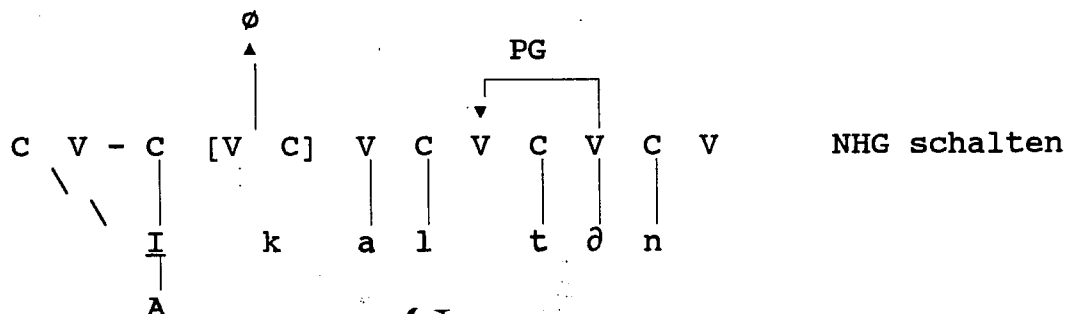 ø
PG
C V – C [V C] V C V C V C V NHG schalten
I k a l t ∂ n
A